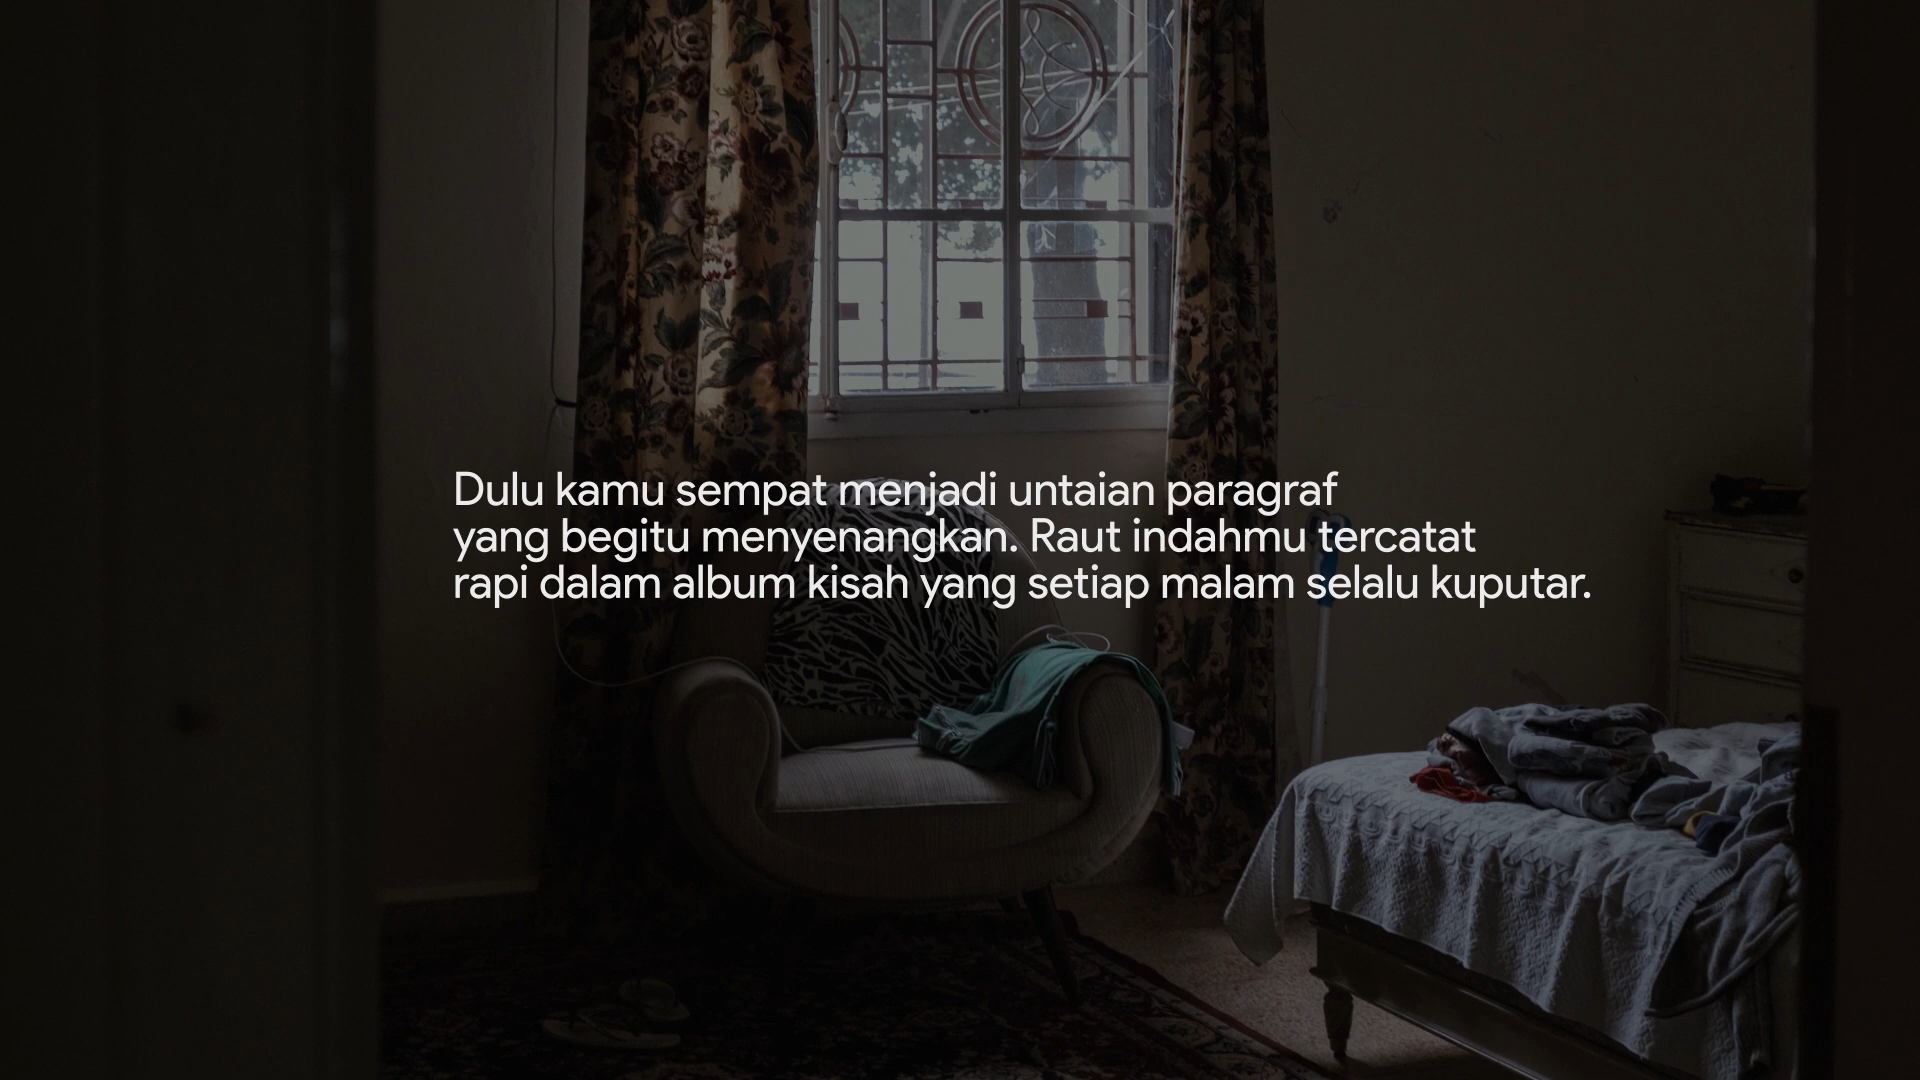 Dulu kamu sempat menjadi untaian paragraf
yang begitu menyenangkan. Raut indahmu tercatat
rapi dalam album kisah yang setiap malam selalu kuputar.